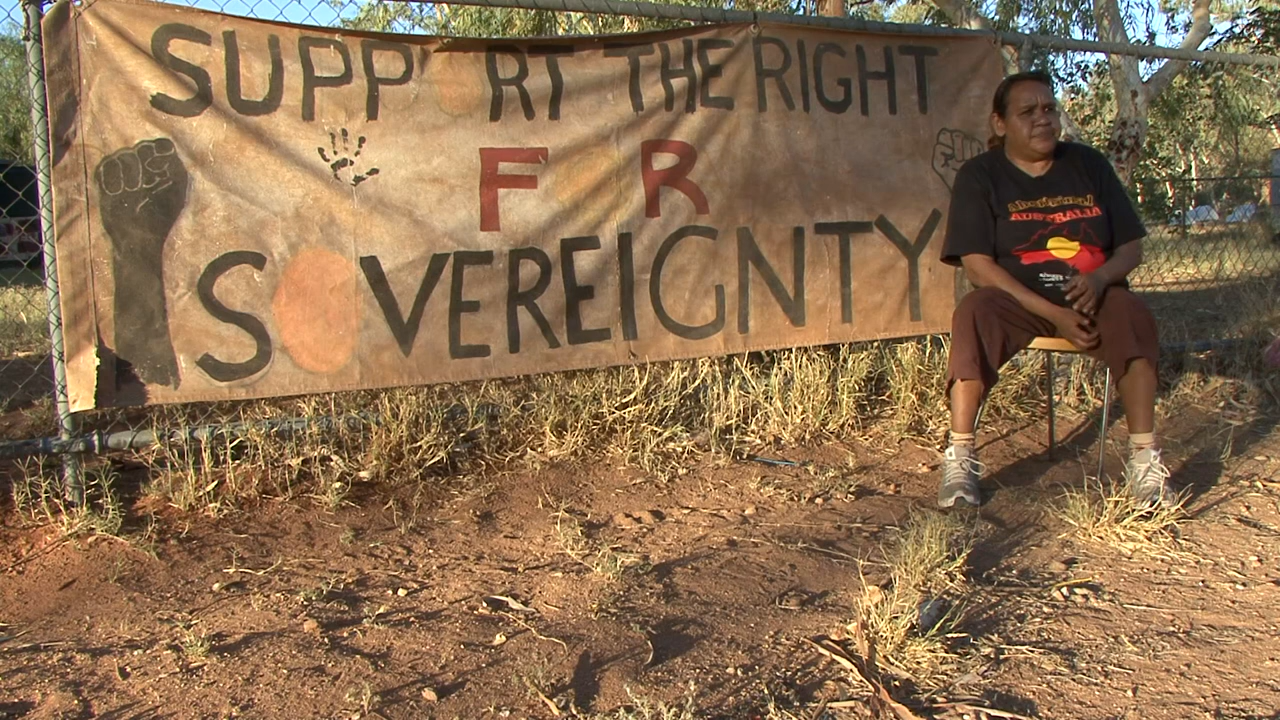 SUPPORT THE RIGHT
FOR
SOVEREIGNTY
Aboriginal
AUSTRALIA